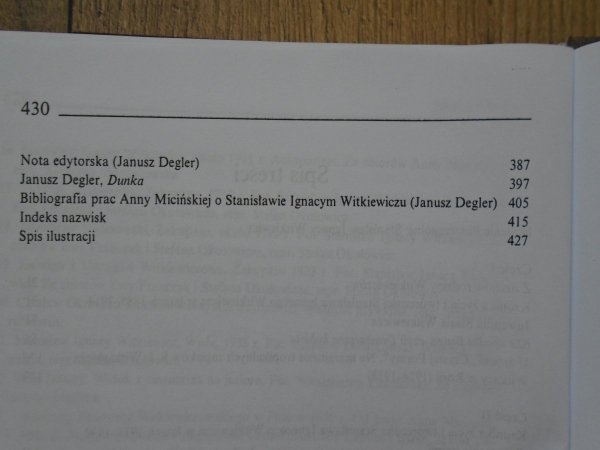 430
Nota edytorska (Janusz Degler) 387
Janusz Degler, Dunka 397
Bibliografia prac Anny Micińskiej o Stanisławie Ignacym Witkiewiczu (Janusz Degler) 405
Indeks nazwisk 415
Spis ilustracji 427